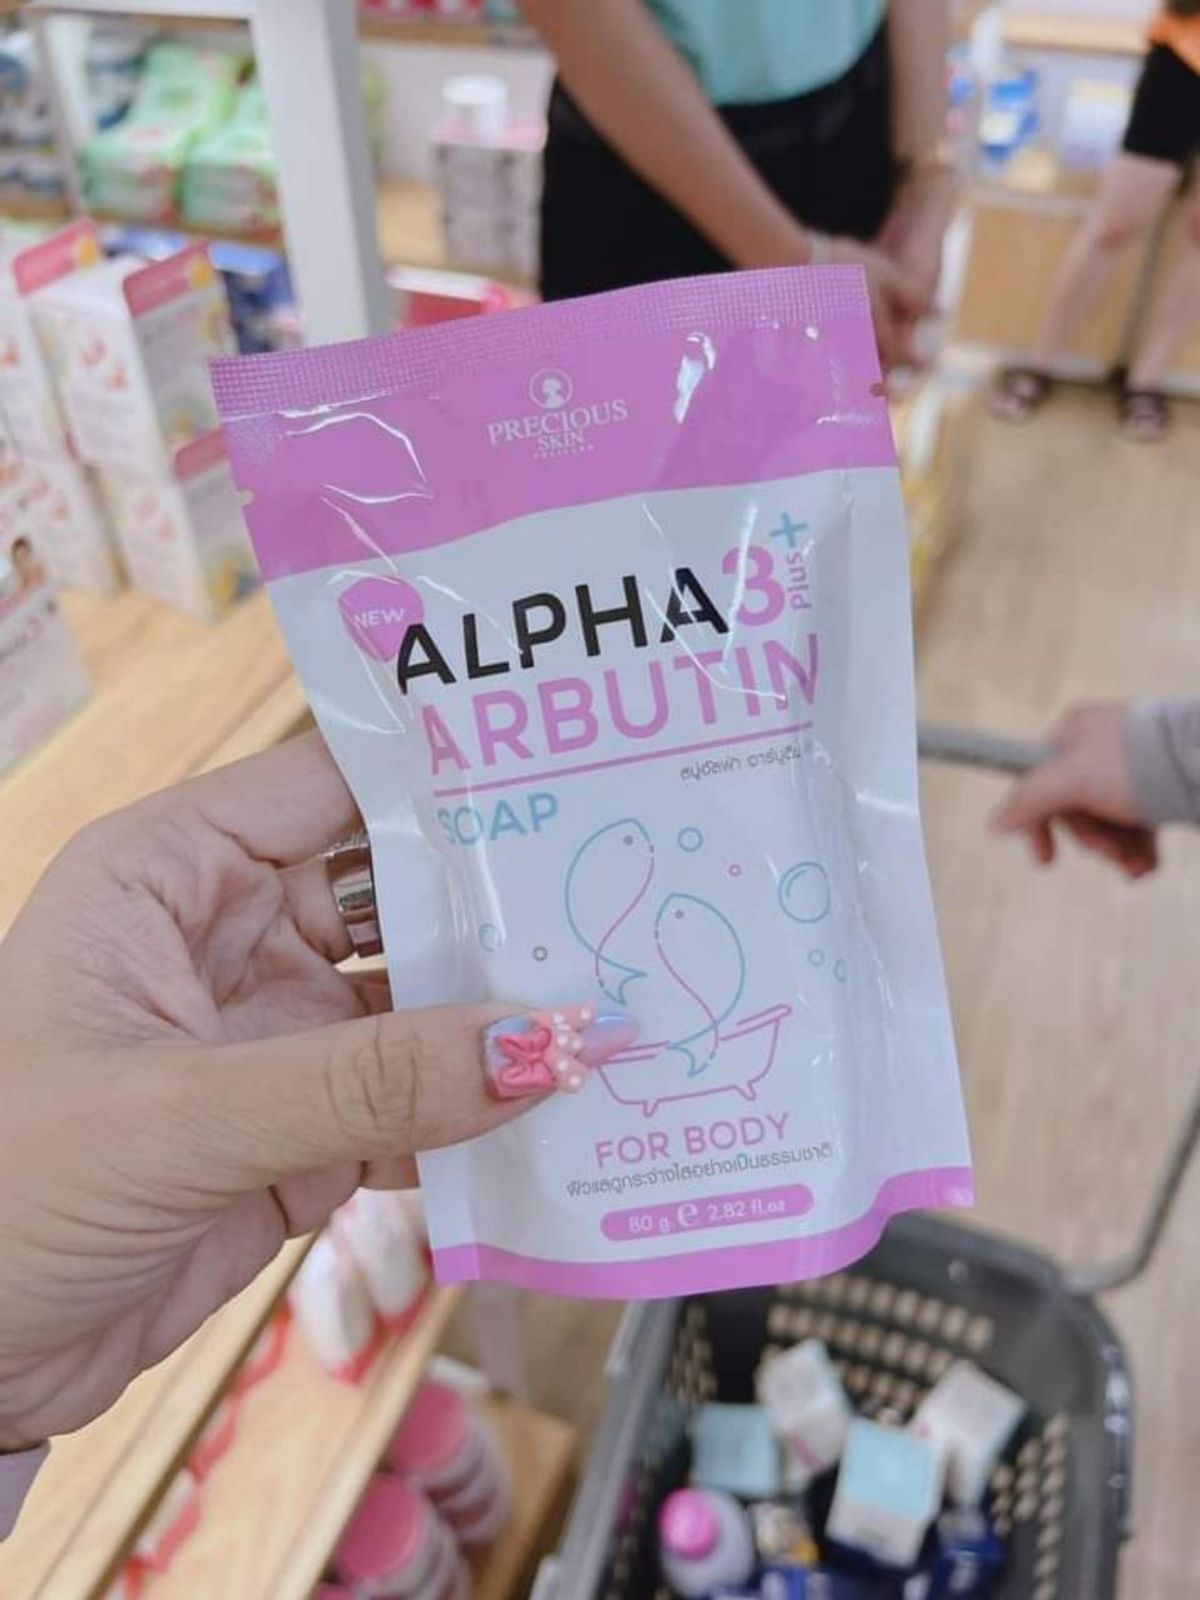 PRECIOUS
SKIN
THAILAND
NEW
ALPHA 3 Plus+
ARBUTIN
สบู่อัลฟ่า อาร์บูติน
SOAP
FOR BODY
ผิวแลดูกระจ่างใสอย่างเป็นธรรมชาติ
80 g. e 2.82 fl.oz